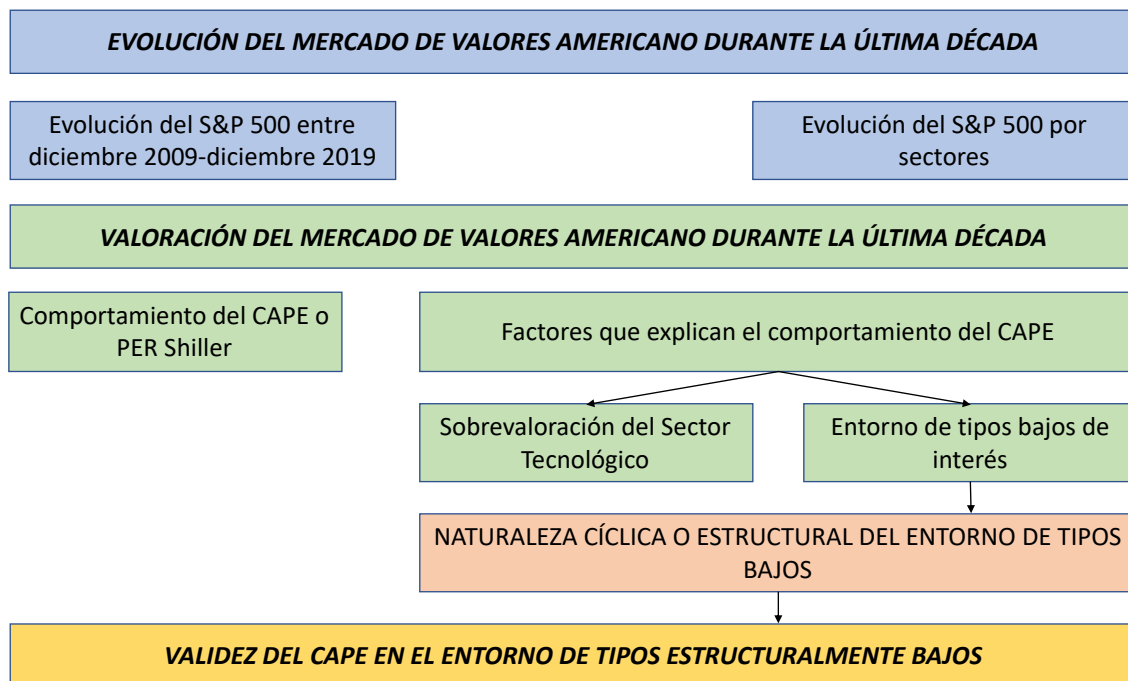 EVOLUCIÓN DEL MERCADO DE VALORES AMERICANO DURANTE LA ÚLTIMA DÉCADA
Evolución del S&P 500 entre
diciembre 2009-diciembre 2019
Evolución del S&P 500 por
sectores
VALORACIÓN DEL MERCADO DE VALORES AMERICANO DURANTE LA ÚLTIMA DÉCADA
Comportamiento del CAPE o
PER Shiller
Factores que explican el comportamiento del CAPE
Sobrevaloración del Sector
Tecnológico
Entorno de tipos bajos de
interés
NATURALEZA CÍCLICA O ESTRUCTURAL DEL ENTORNO DE TIPOS
BAJOS
VALIDEZ DEL CAPE EN EL ENTORNO DE TIPOS ESTRUCTURALMENTE BAJOS